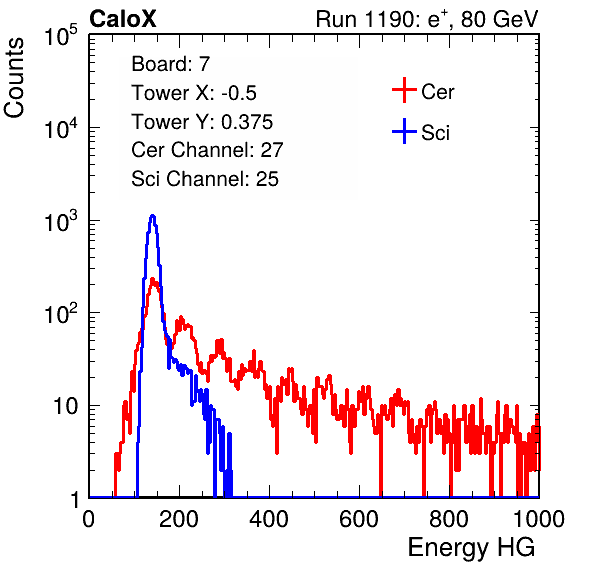 CaloX
Run 1190: e+, 80 GeV
Counts
Board: 7
Tower X: -0.5
Tower Y: 0.375
Cer Channel: 27
Sci Channel: 25
Cer
Sci
10^5
10^4
10^3
10^2
10
1
0 200 400 600 800 1000
Energy HG